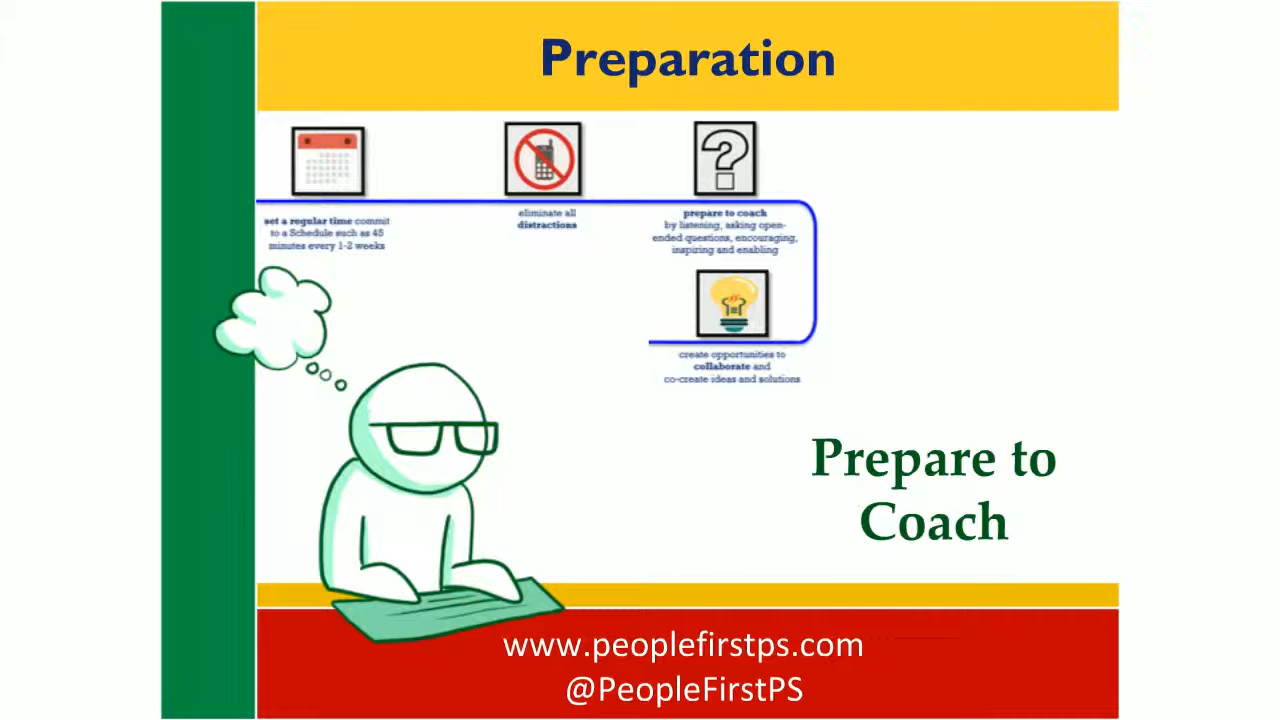 Preparation
set a regular time commit
to a Schedule such as 45
minutes every 1-2 weeks
eliminate all
distractions
prepare to coach
by listening, asking open-
ended questions, encouraging,
inspiring and enabling
create opportunities to
collaborate and
co-create ideas and solutions
Prepare to
Coach
www.peoplefirstps.com
@PeopleFirstPS